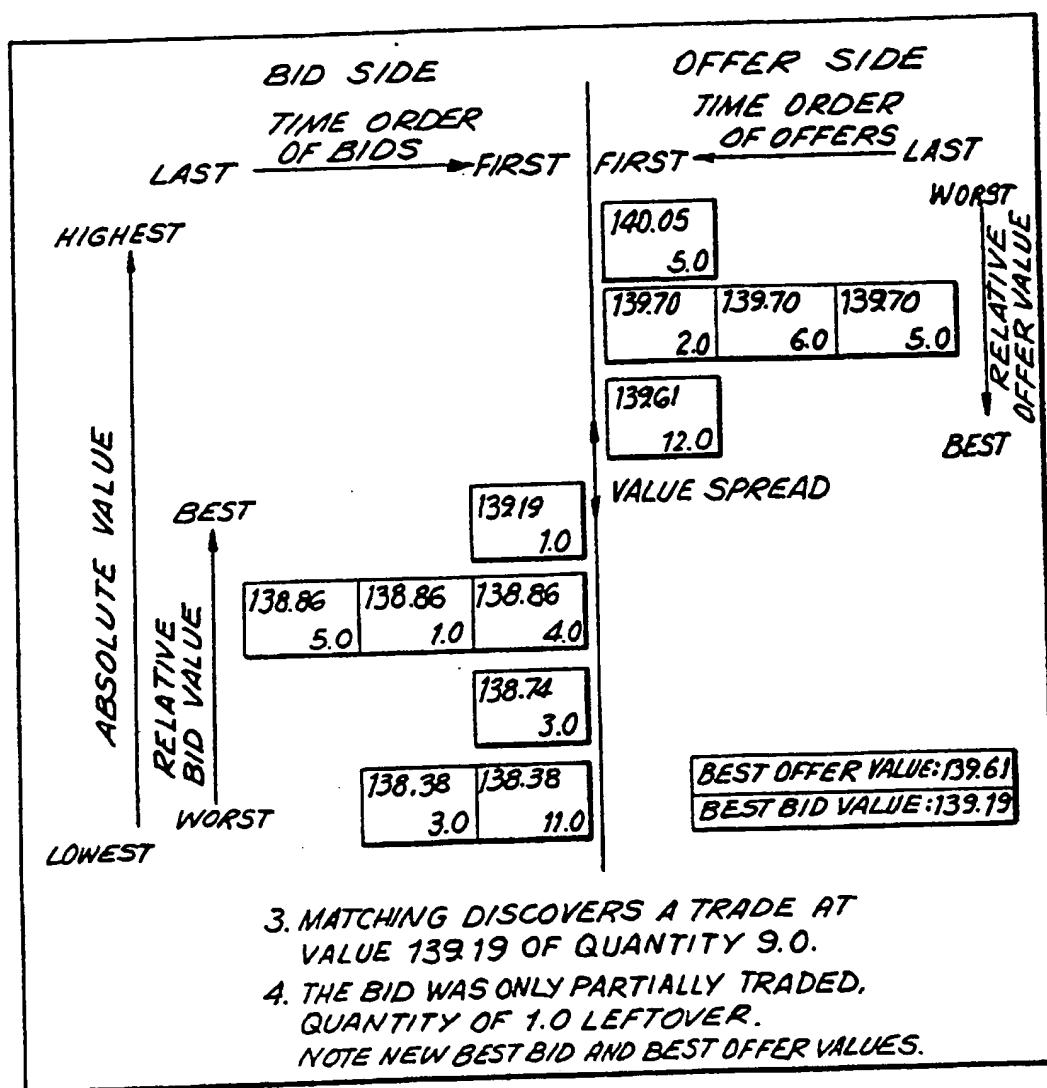 BID SIDE
OFFER SIDE
TIME ORDER
OF BIDS
TIME ORDER
OF OFFERS
LAST
FIRST
FIRST
LAST
HIGHEST
WORST
140.05
5.0
139.70 139.70 139.70
2.0 6.0 5.0
RELATIVE
OFFER VALUE
139.61
12.0
BEST
ABSOLUTE VALUE
BEST
139.19
1.0
VALUE SPREAD
138.86 138.86 138.86
5.0 1.0 4.0
RELATIVE
BID VALUE
138.74
3.0
138.38 138.38
3.0 11.0
WORST
LOWEST
BEST OFFER VALUE:139.61
BEST BID VALUE:139.19
3. MATCHING DISCOVERS A TRADE AT
VALUE 139.19 OF QUANTITY 9.0.
4. THE BID WAS ONLY PARTIALLY TRADED,
QUANTITY OF 1.0 LEFTOVER.
NOTE NEW BEST BID AND BEST OFFER VALUES.